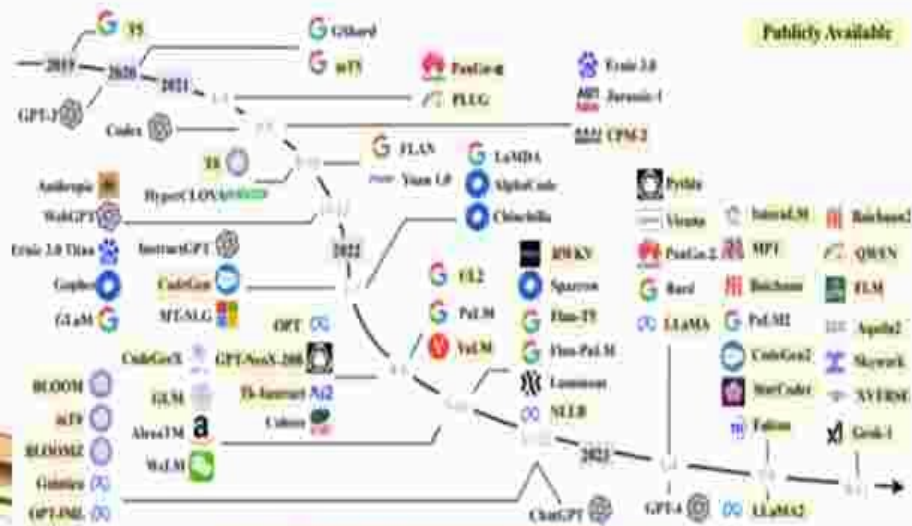 T5
GShard
Publicly Available
mT5
PanGu-α
Ernie 3.0
2019
2020
2021
PLUG
Jurassic-1
GPT-3
Codex
CPM-2
FLAN
LaMDA
T0
Yuan 1.0
AlphaCode
Anthropic
HyperCLOVA
Chinchilla
Pythia
WebGPT
Vicuna
InternLM
Baichuan2
Ernie 3.0 Titan
InstructGPT
2022
RWKV
PanGu-Σ
MPT
QWEN
Gopher
CodeGen
UL2
Sparrow
Bard
Baichuan
FLM
GLaM
MT-NLG
OPT
PaLM
Flan-T5
LLaMA
PaLM2
Aquila2
CodeGeeX
GPT-NeoX-20B
YaLM
Flan-PaLM
CodeGen2
Skywork
BLOOM
GLM
Tk-Instruct
Luminous
StarCoder
XVERSE
mT0
AlexaTM
Cohere
NLLB
Falcon
Grok-1
BLOOMZ
WeLM
2023
Galactica
OPT-IML
ChatGPT
GPT-4
LLaMA2